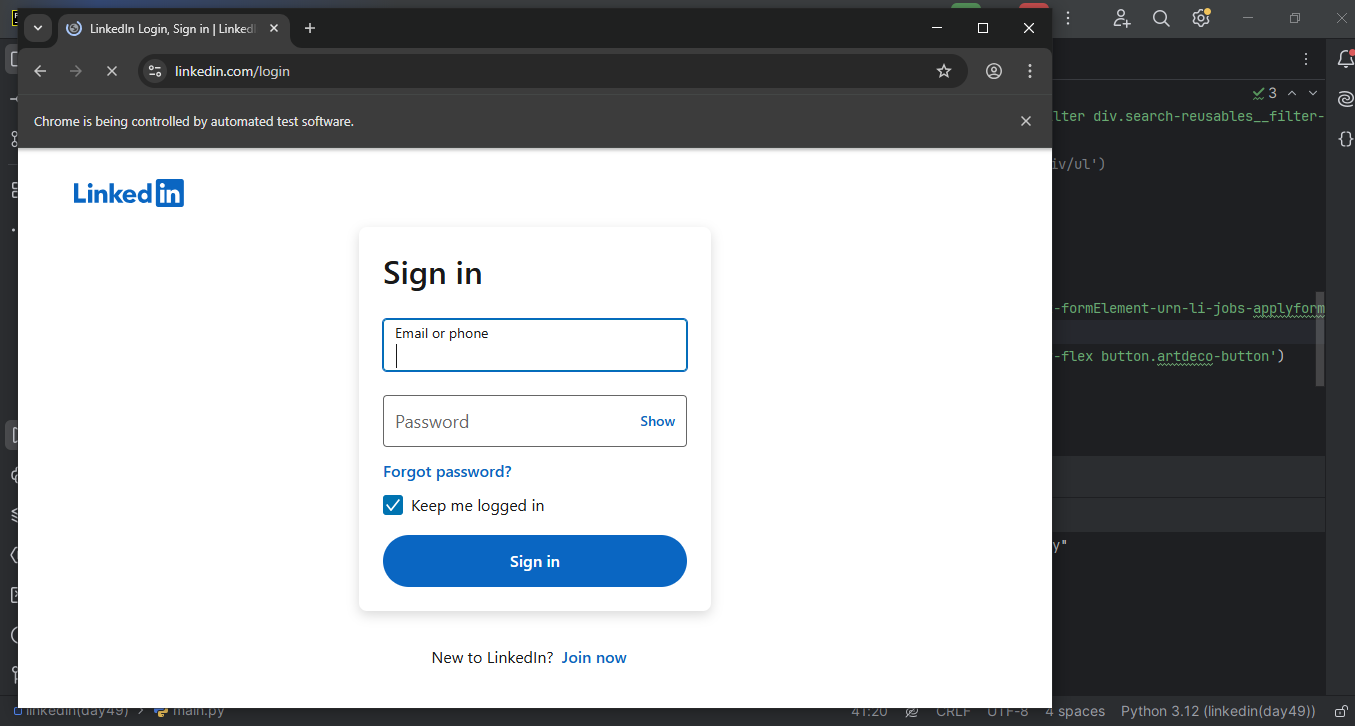 LinkedIn Login, Sign in | Linked
linkedin.com/login
Chrome is being controlled by automated test software.
3
lter div.search-reusables__filter-
iv/ul')
-formElement-urn-li-jobs-applyform
-flex button.artdeco-button')
y"
Linked in
Sign in
Email or phone
Password
Show
Forgot password?
Keep me logged in
Sign in
New to LinkedIn? Join now
linkedin(day49)
main.py
41:20
CRLF
UTF-8
4 spaces
Python 3.12 (linkedin(day49))